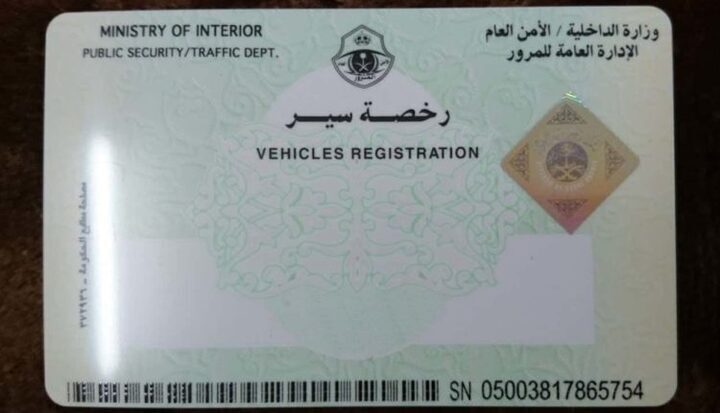 MINISTRY OF INTERIOR
PUBLIC SECURITY/TRAFFIC DEPT.
وزارة الداخلية / الأمن العام
الإدارة العامة للمرور
رخصة سير
VEHICLES REGISTRATION
مصلحة مطابع الحكومة – ٣٧٢٩٣٦
SN 05003817865754